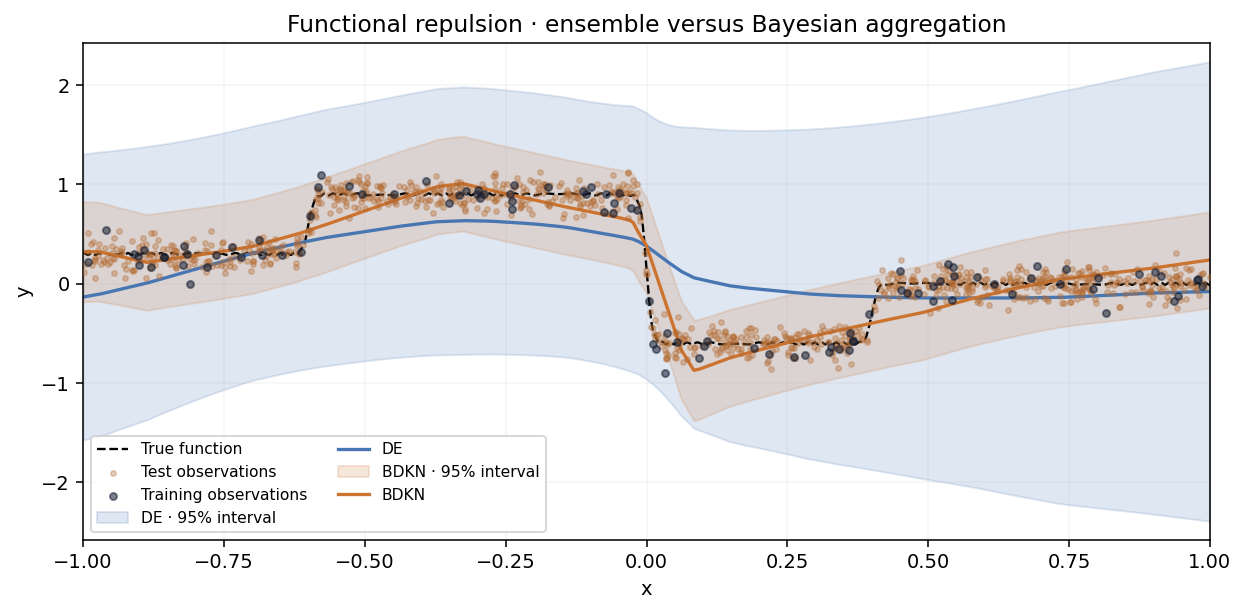 Functional repulsion · ensemble versus Bayesian aggregation
y
2
1
0
−1
−2
True function
Test observations
Training observations
DE · 95% interval
DE
BDKN · 95% interval
BDKN
−1.00 −0.75 −0.50 −0.25 0.00 0.25 0.50 0.75 1.00
x